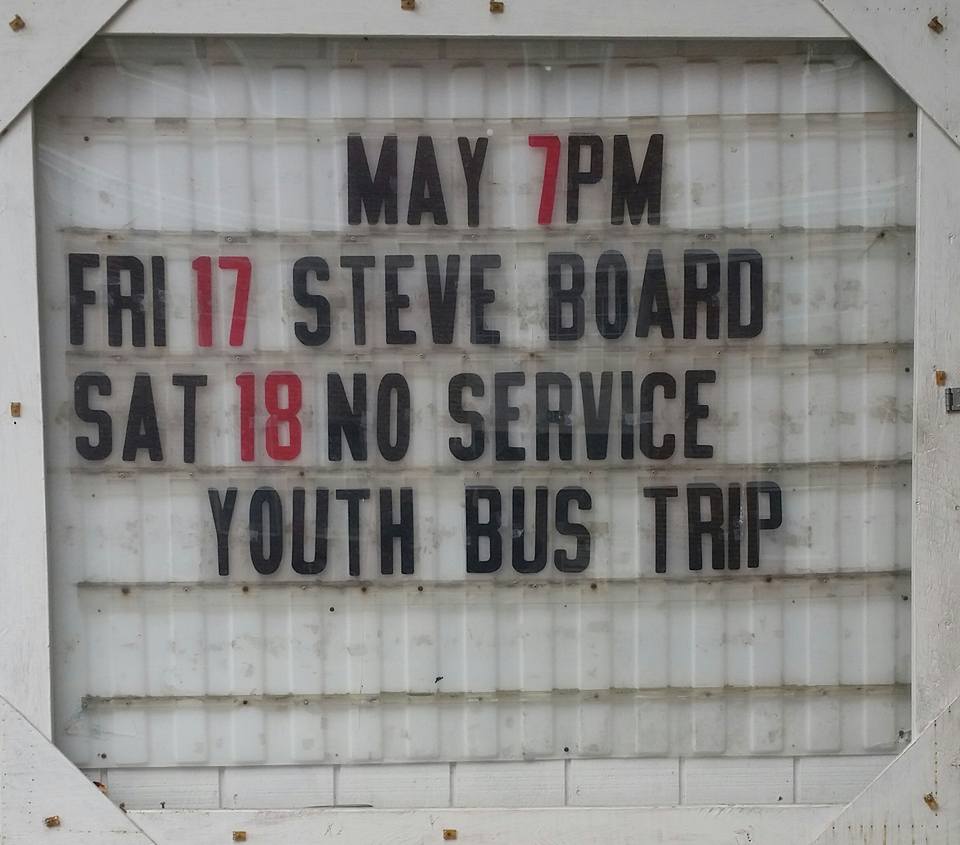 MAY 7PM
FRI 17 STEVE BOARD
SAT 18 NO SERVICE
YOUTH BUS TRIP